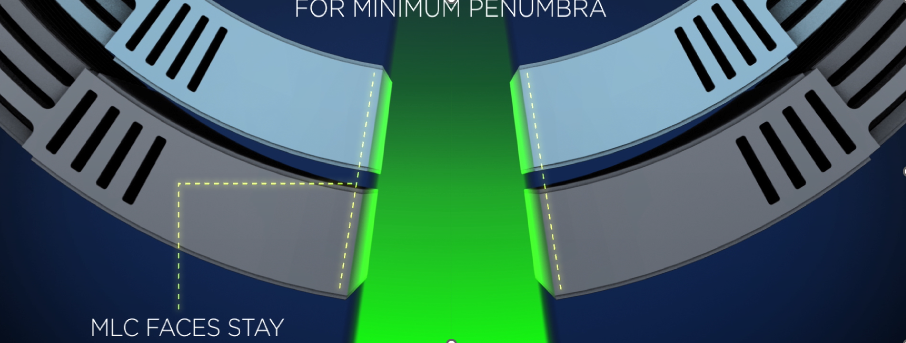 FOR MINIMUM PENUMBRA
MLC FACES STAY